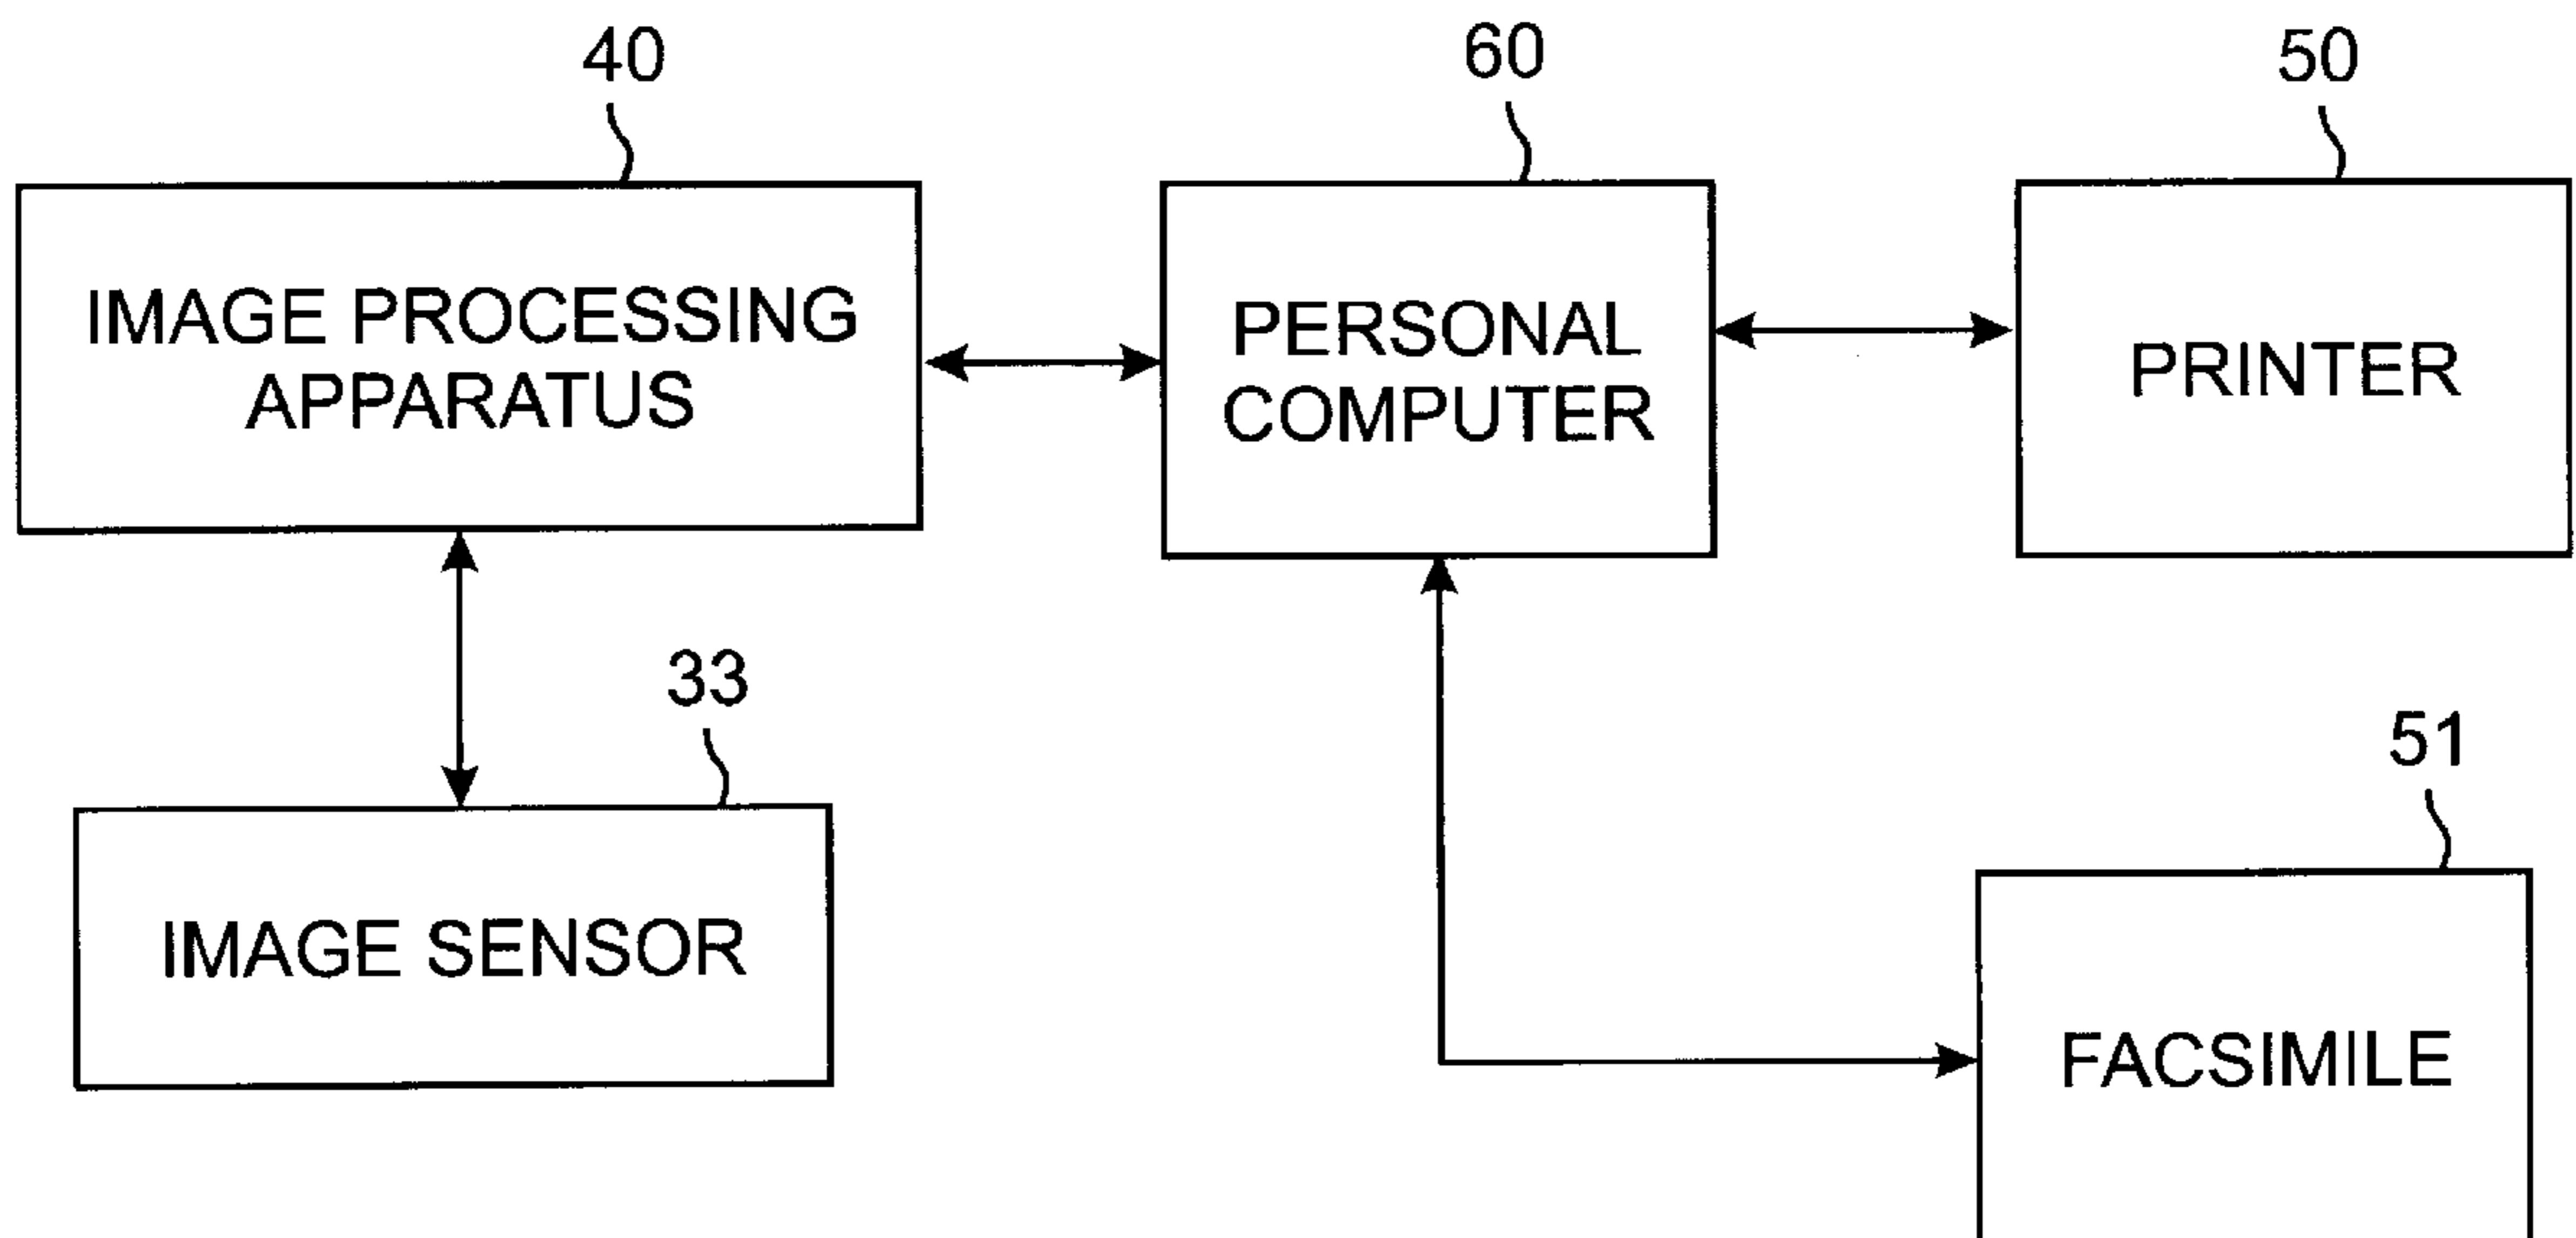 40
60
50
IMAGE PROCESSING
APPARATUS
PERSONAL
COMPUTER
PRINTER
33
IMAGE SENSOR
51
FACSIMILE